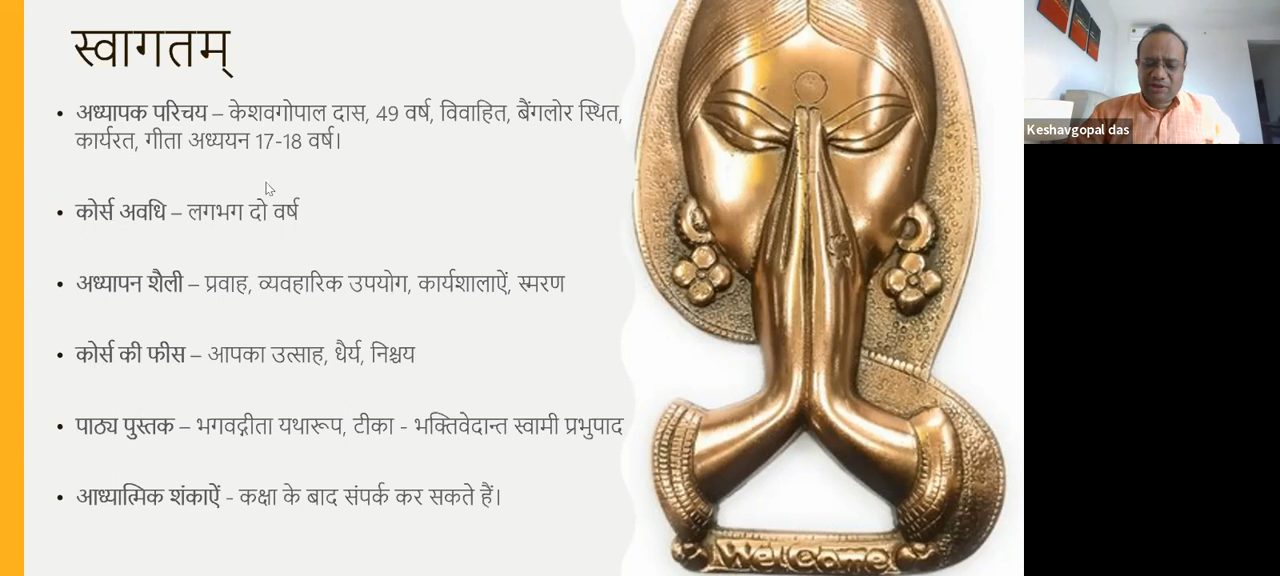 स्वागतम्
• अध्यापक परिचय – केशवगोपाल दास, 49 वर्ष, विवाहित, बैंगलोर स्थित,
कार्यरत, गीता अध्ययन 17-18 वर्ष।
• कोर्स अवधि – लगभग दो वर्ष
• अध्यापन शैली – प्रवाह, व्यवहारिक उपयोग, कार्यशालाऐं, स्मरण
• कोर्स की फीस – आपका उत्साह, धैर्य, निश्चय
• पाठ्य पुस्तक – भगवद्गीता यथारूप, टीका - भक्तिवेदान्त स्वामी प्रभुपाद
• आध्यात्मिक शंकाऐं - कक्षा के बाद संपर्क कर सकते हैं।
Welcome
Keshavgopal das